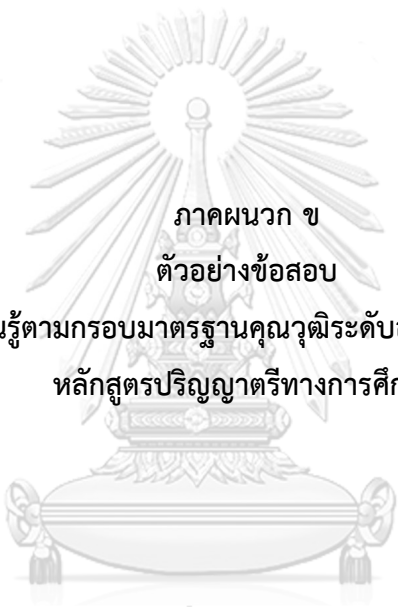 ภาคผนวก ข
ตัวอย่างข้อสอบ
นรู้ตามกรอบมาตรฐานคุณวุฒิระดับ
หลักสูตรปริญญาตรีทางการศึ